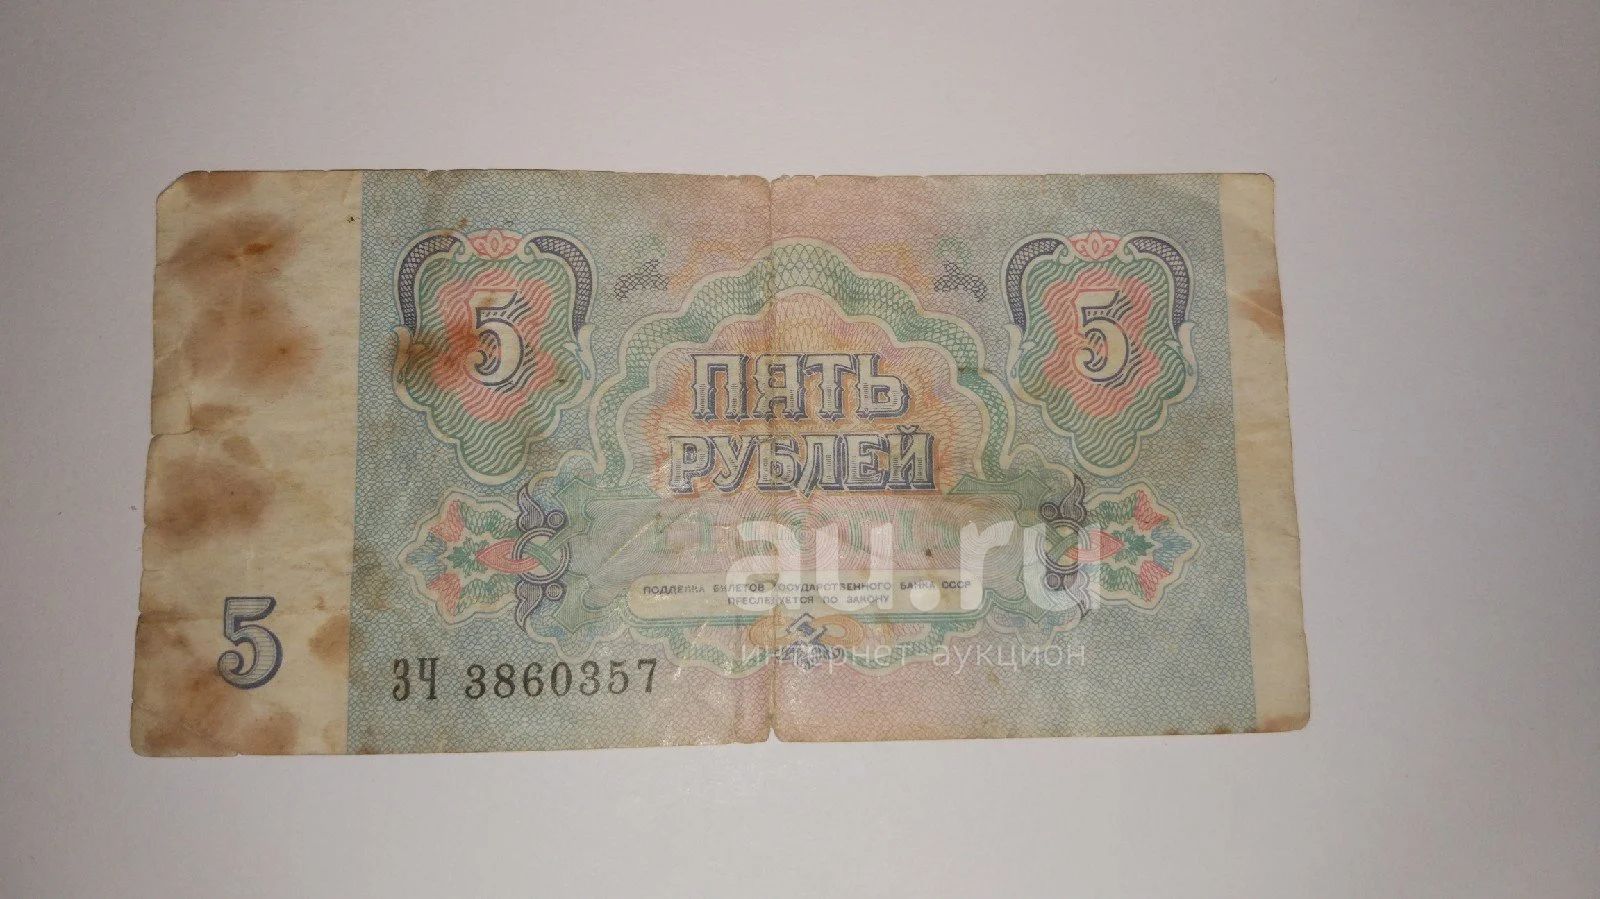 5
5
ПЯТЬ
РУБЛЕЙ
au.ru
ПОДДЕЛКА БИЛЕТОВ ГОСУДАРСТВЕННОГО БАНКА СССР
ПРЕСЛЕДУЕТСЯ ПО ЗАКОНУ
интернет аукцион
5
ЗЧ 3860357